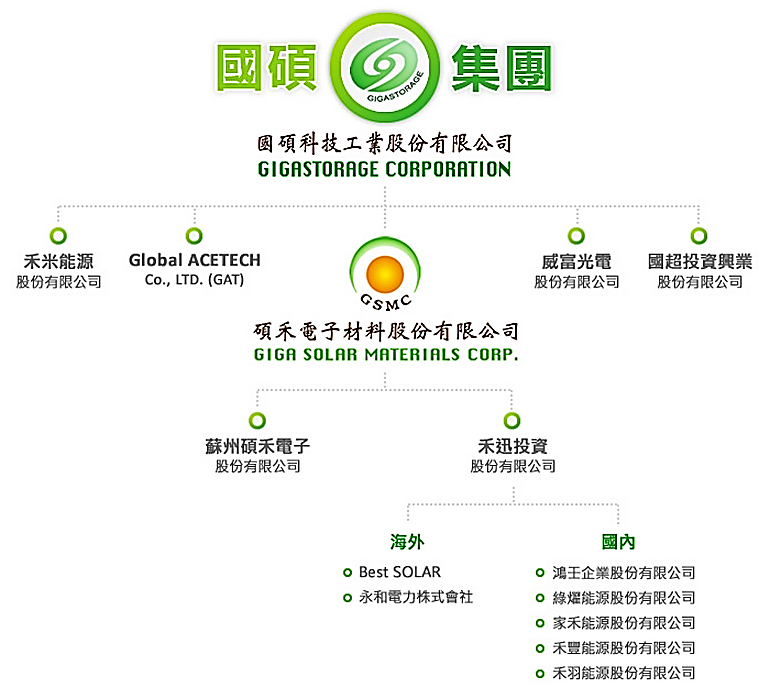 國碩 集團
GIGASTORAGE
國碩科技工業股份有限公司
GIGASTORAGE CORPORATION
禾米能源
股份有限公司
Global ACETECH
Co., LTD. (GAT)
威富光電
股份有限公司
國超投資興業
股份有限公司
GSMC
碩禾電子材料股份有限公司
GIGA SOLAR MATERIALS CORP.
蘇州碩禾電子
股份有限公司
禾迅投資
股份有限公司
海外
Best SOLAR
永和電力株式會社
國內
鴻壬企業股份有限公司
綠燿能源股份有限公司
家禾能源股份有限公司
禾豐能源股份有限公司
禾羽能源股份有限公司